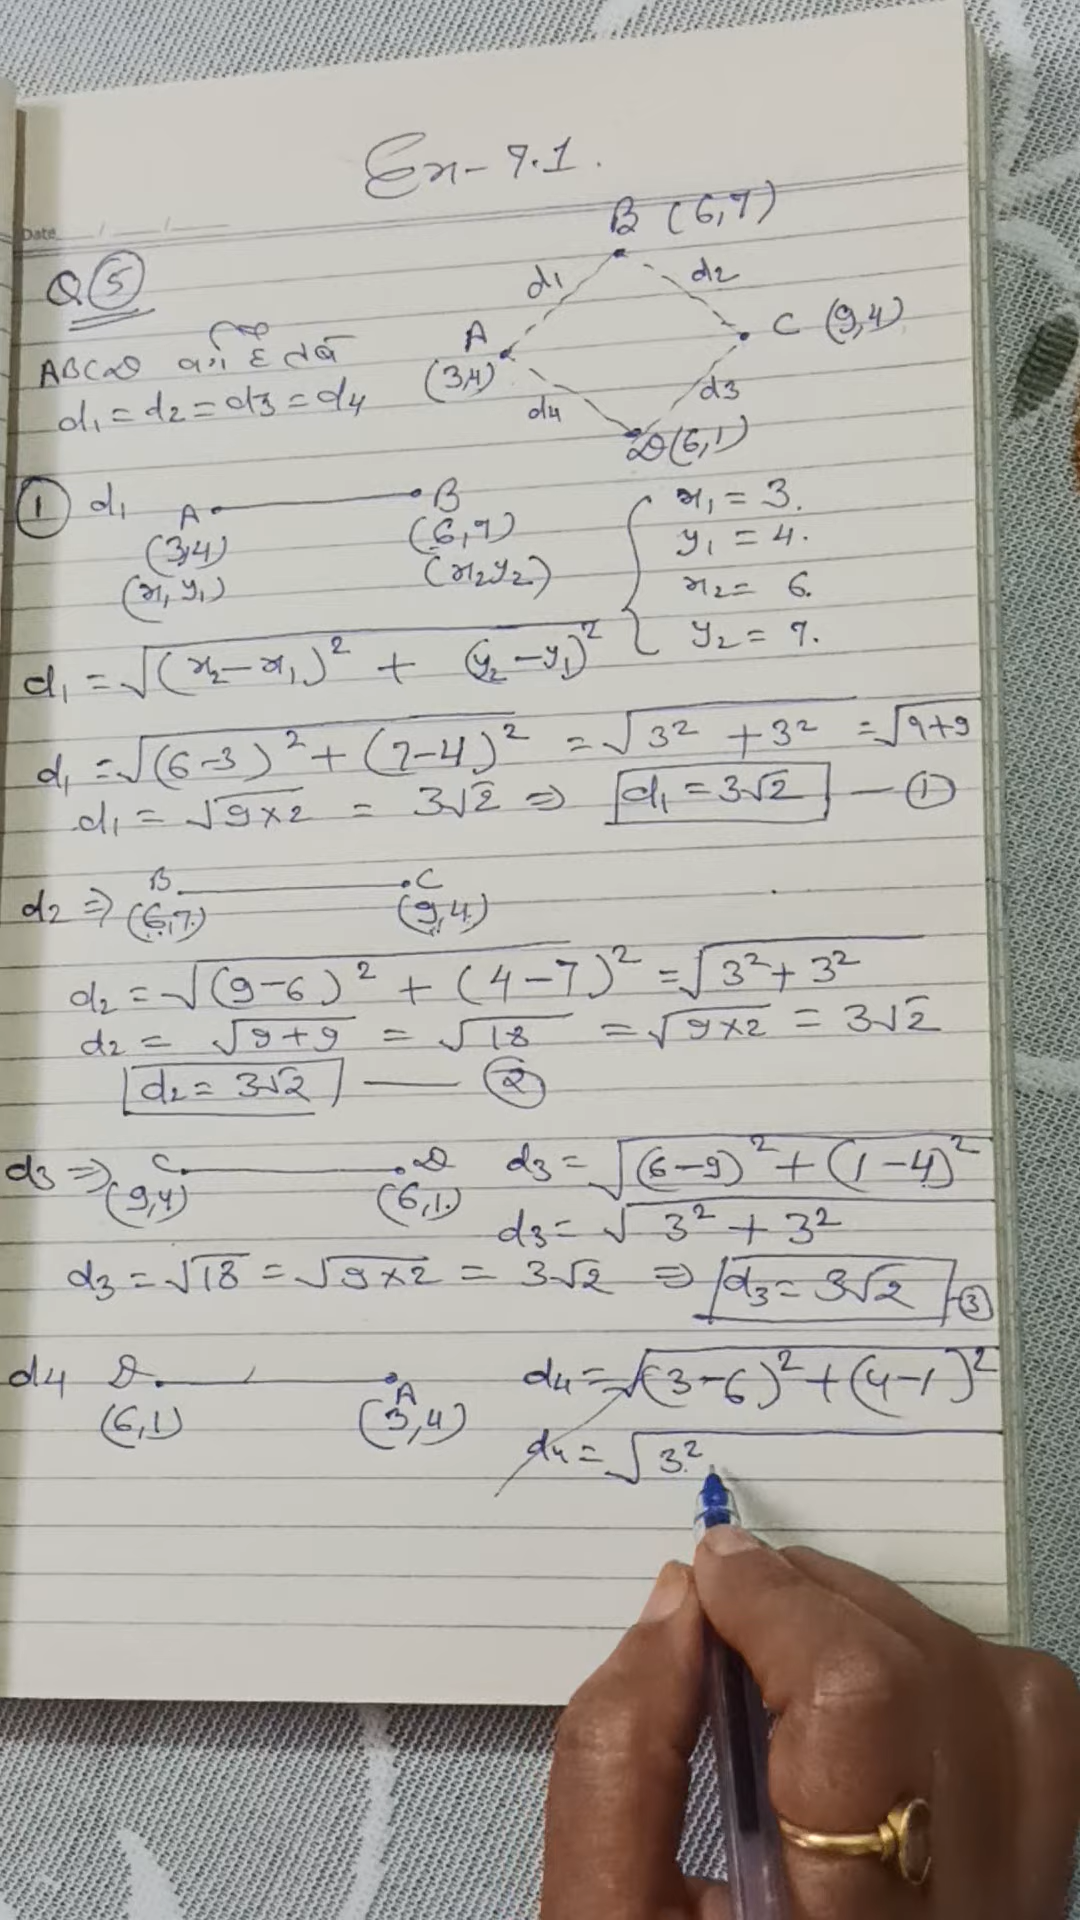 Ex-7.1.
Date / /
Q. 5
B (6,7)
d1 d2
A
(3,4)
C (9,4)
d4 d3
D(6,1)
ABCD वर्ग है
d1 = d2 = d3 = d4
① d1 A B
(3,4) (6,7)
(x1 y1) (x2 y2)
x1 = 3.
y1 = 4.
x2 = 6.
y2 = 7.
d1 = √(x2-x1)² + (y2-y1)²
d1 = √(6-3)² + (7-4)² = √3² + 3² = √9+9
d1 = √9×2 = 3√2 ⇒ d1 = 3√2 — ①
d2 ⇒ B C
(6,7) (9,4)
d2 = √(9-6)² + (4-7)² = √3² + 3²
d2 = √9+9 = √18 = √9×2 = 3√2
d2 = 3√2 — ②
d3 ⇒ C D d3 = √(6-9)² + (1-4)²
(9,4) (6,1) d3 = √3² + 3²
d3 = √18 = √9×2 = 3√2 ⇒ d3 = 3√2 -③
d4 D A d4 = √(3-6)² + (4-1)²
(6,1) (3,4)
d4 = √3²